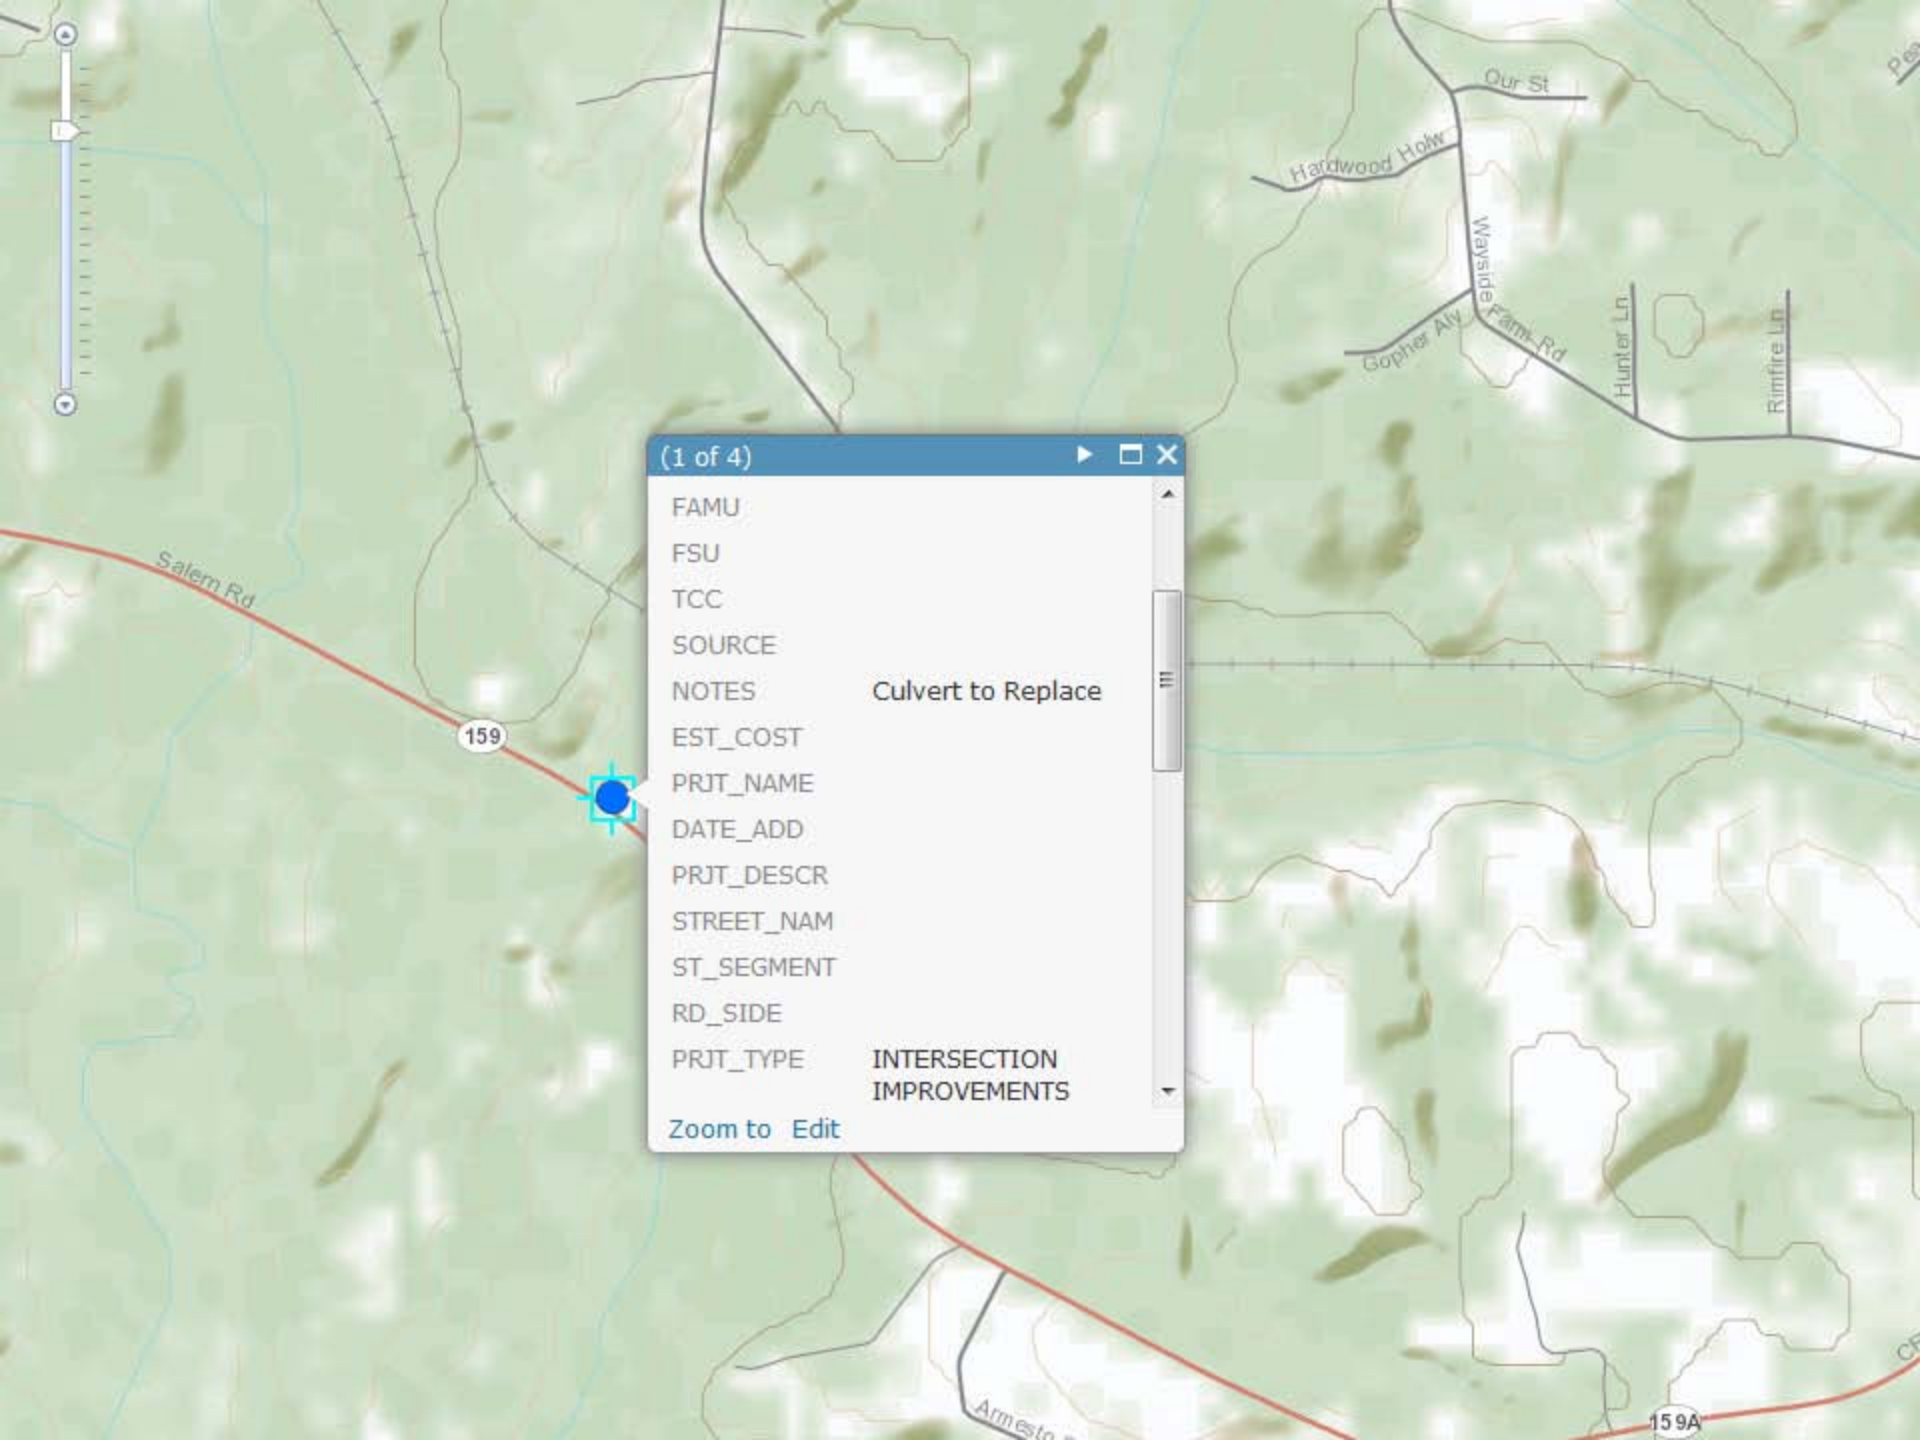 Our St
Hardwood Holw
Wayside Farm Rd
Gopher Aly
Hunter Ln
Rimfire Ln
Salem Rd
159
(1 of 4)
FAMU
FSU
TCC
SOURCE
NOTES Culvert to Replace
EST_COST
PRJT_NAME
DATE_ADD
PRJT_DESCR
STREET_NAM
ST_SEGMENT
RD_SIDE
PRJT_TYPE INTERSECTION
IMPROVEMENTS
Zoom to Edit
Armesto
159A